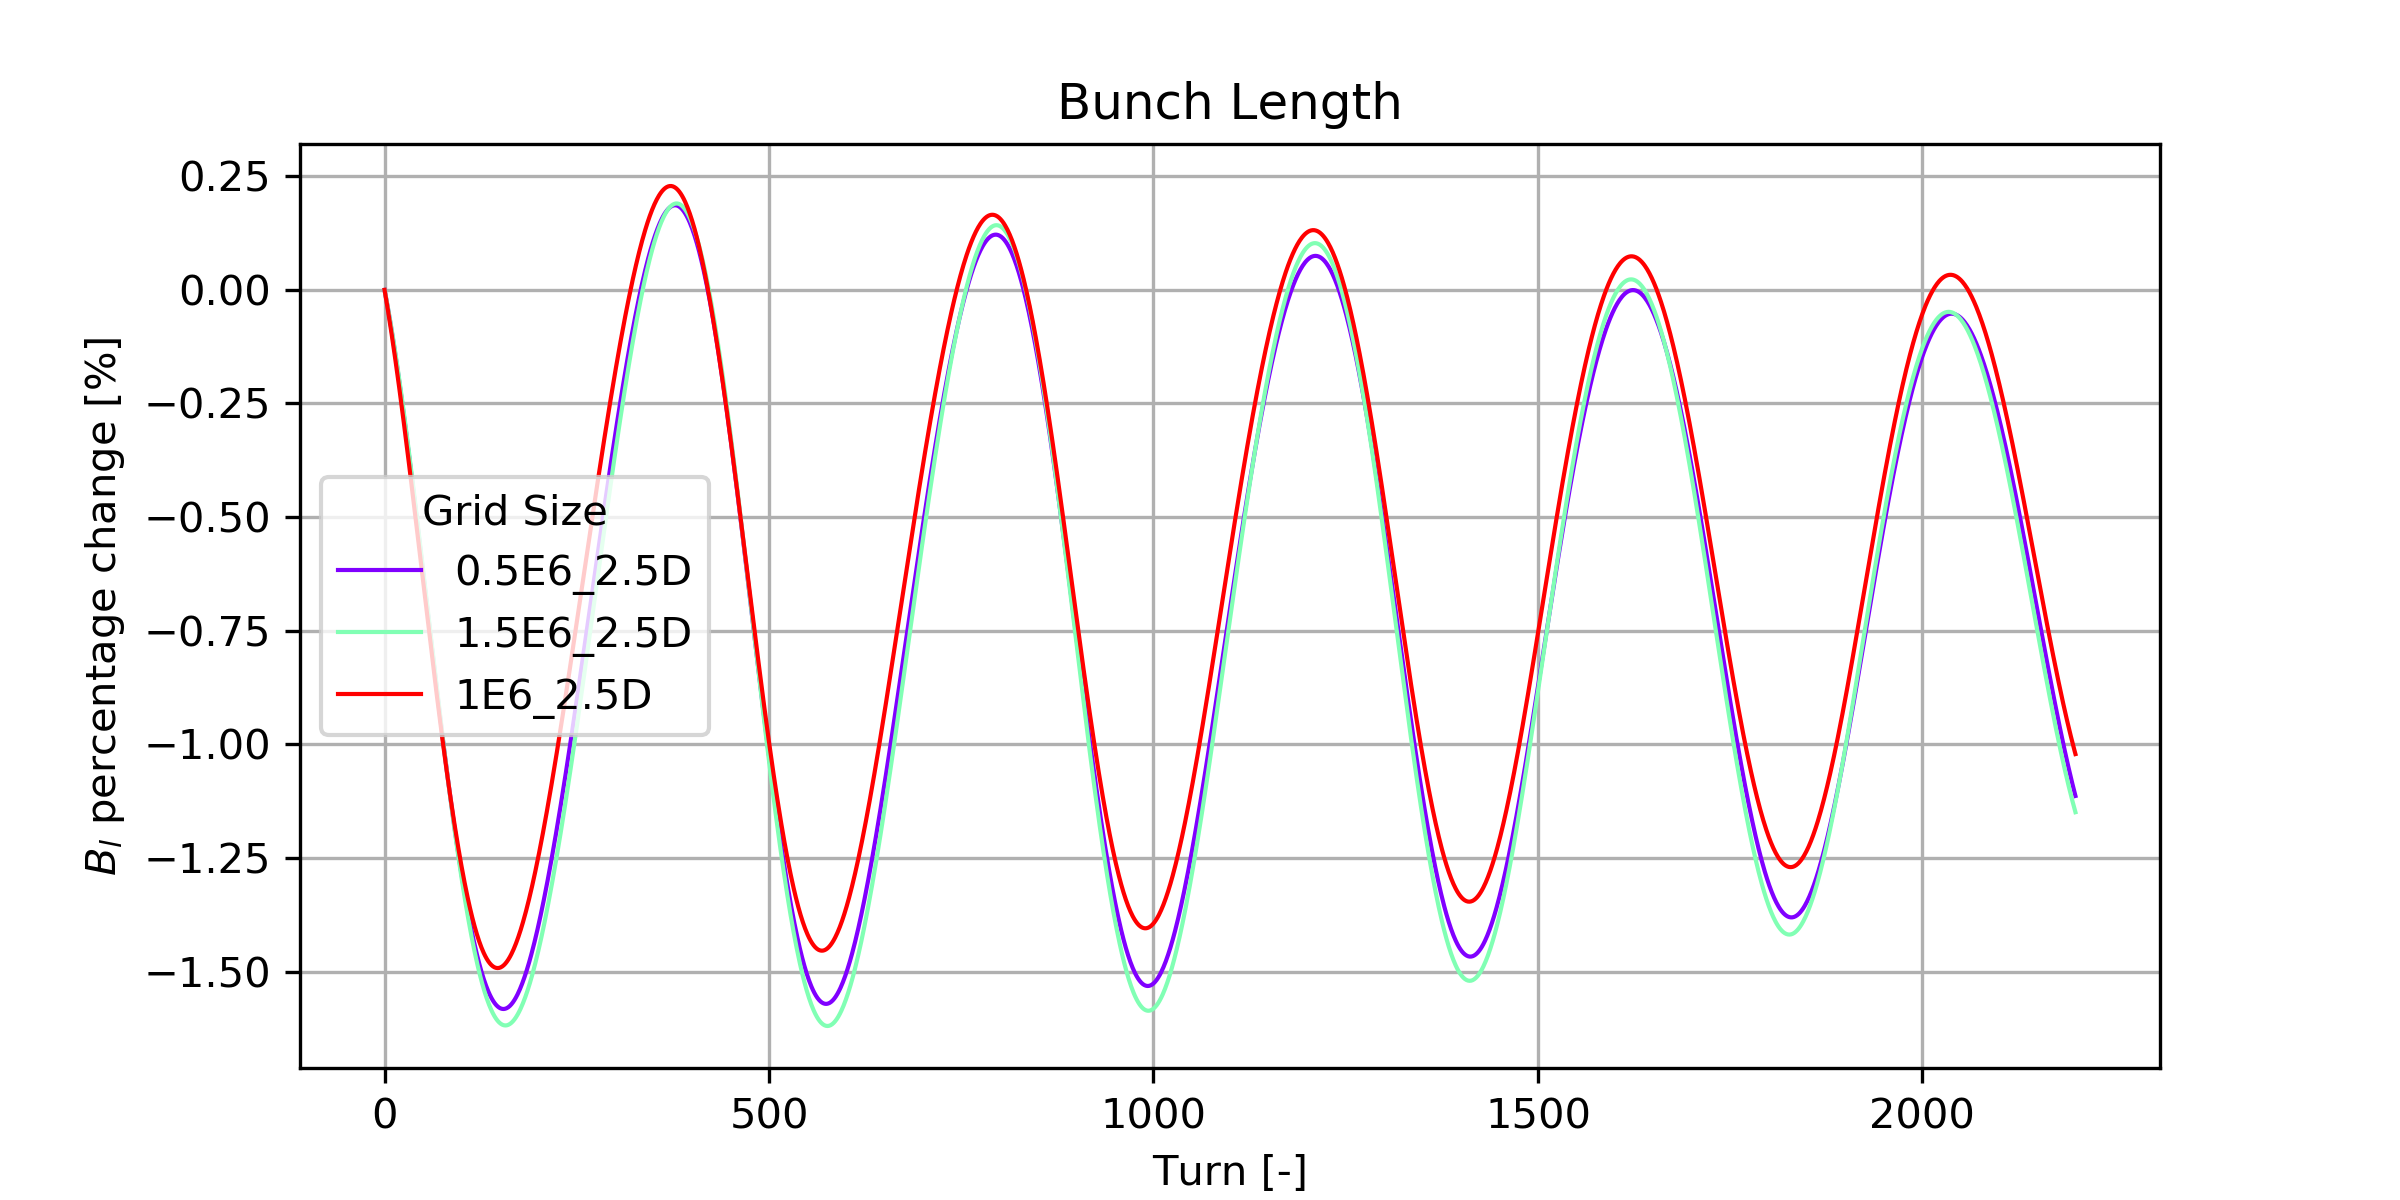 Bunch Length
0.25
0.00
−0.25
−0.50
−0.75
−1.00
−1.25
−1.50
B_l percentage change [%]
Grid Size
0.5E6_2.5D
1.5E6_2.5D
1E6_2.5D
0 500 1000 1500 2000
Turn [-]